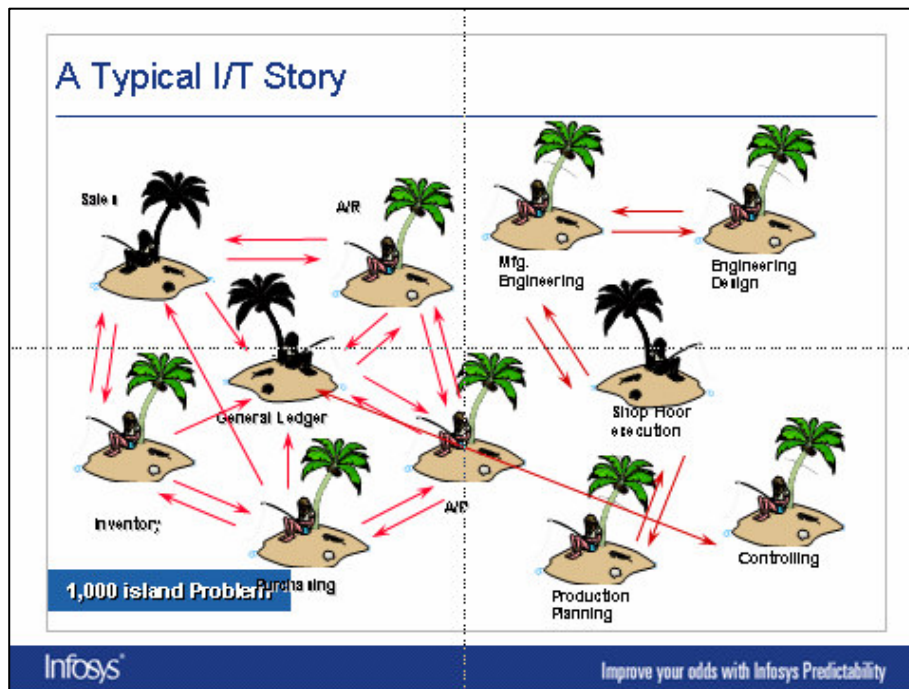 A Typical I/T Story
Sales
A/R
Mfg.
Engineering
Engineering
Design
General Ledger
Shop Floor
execution
A/P
Inventory
Controlling
Purchasing
1,000 island Problem
Production
Planning
Infosys
Improve your odds with Infosys Predictability